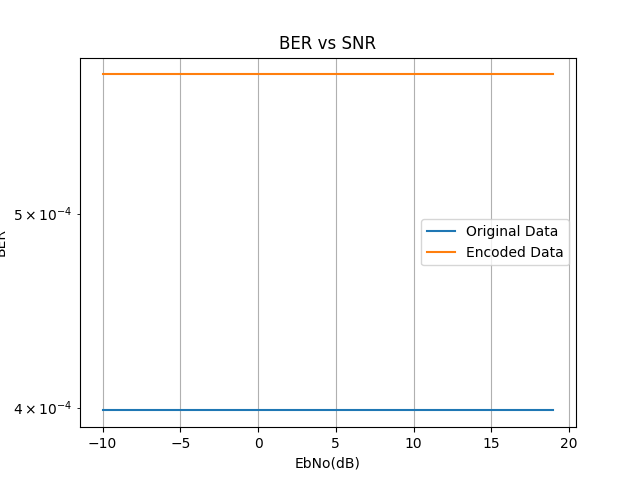 BER vs SNR
5 × 10⁻⁴
4 × 10⁻⁴
BER
Original Data
Encoded Data
−10 −5 0 5 10 15 20
EbNo(dB)